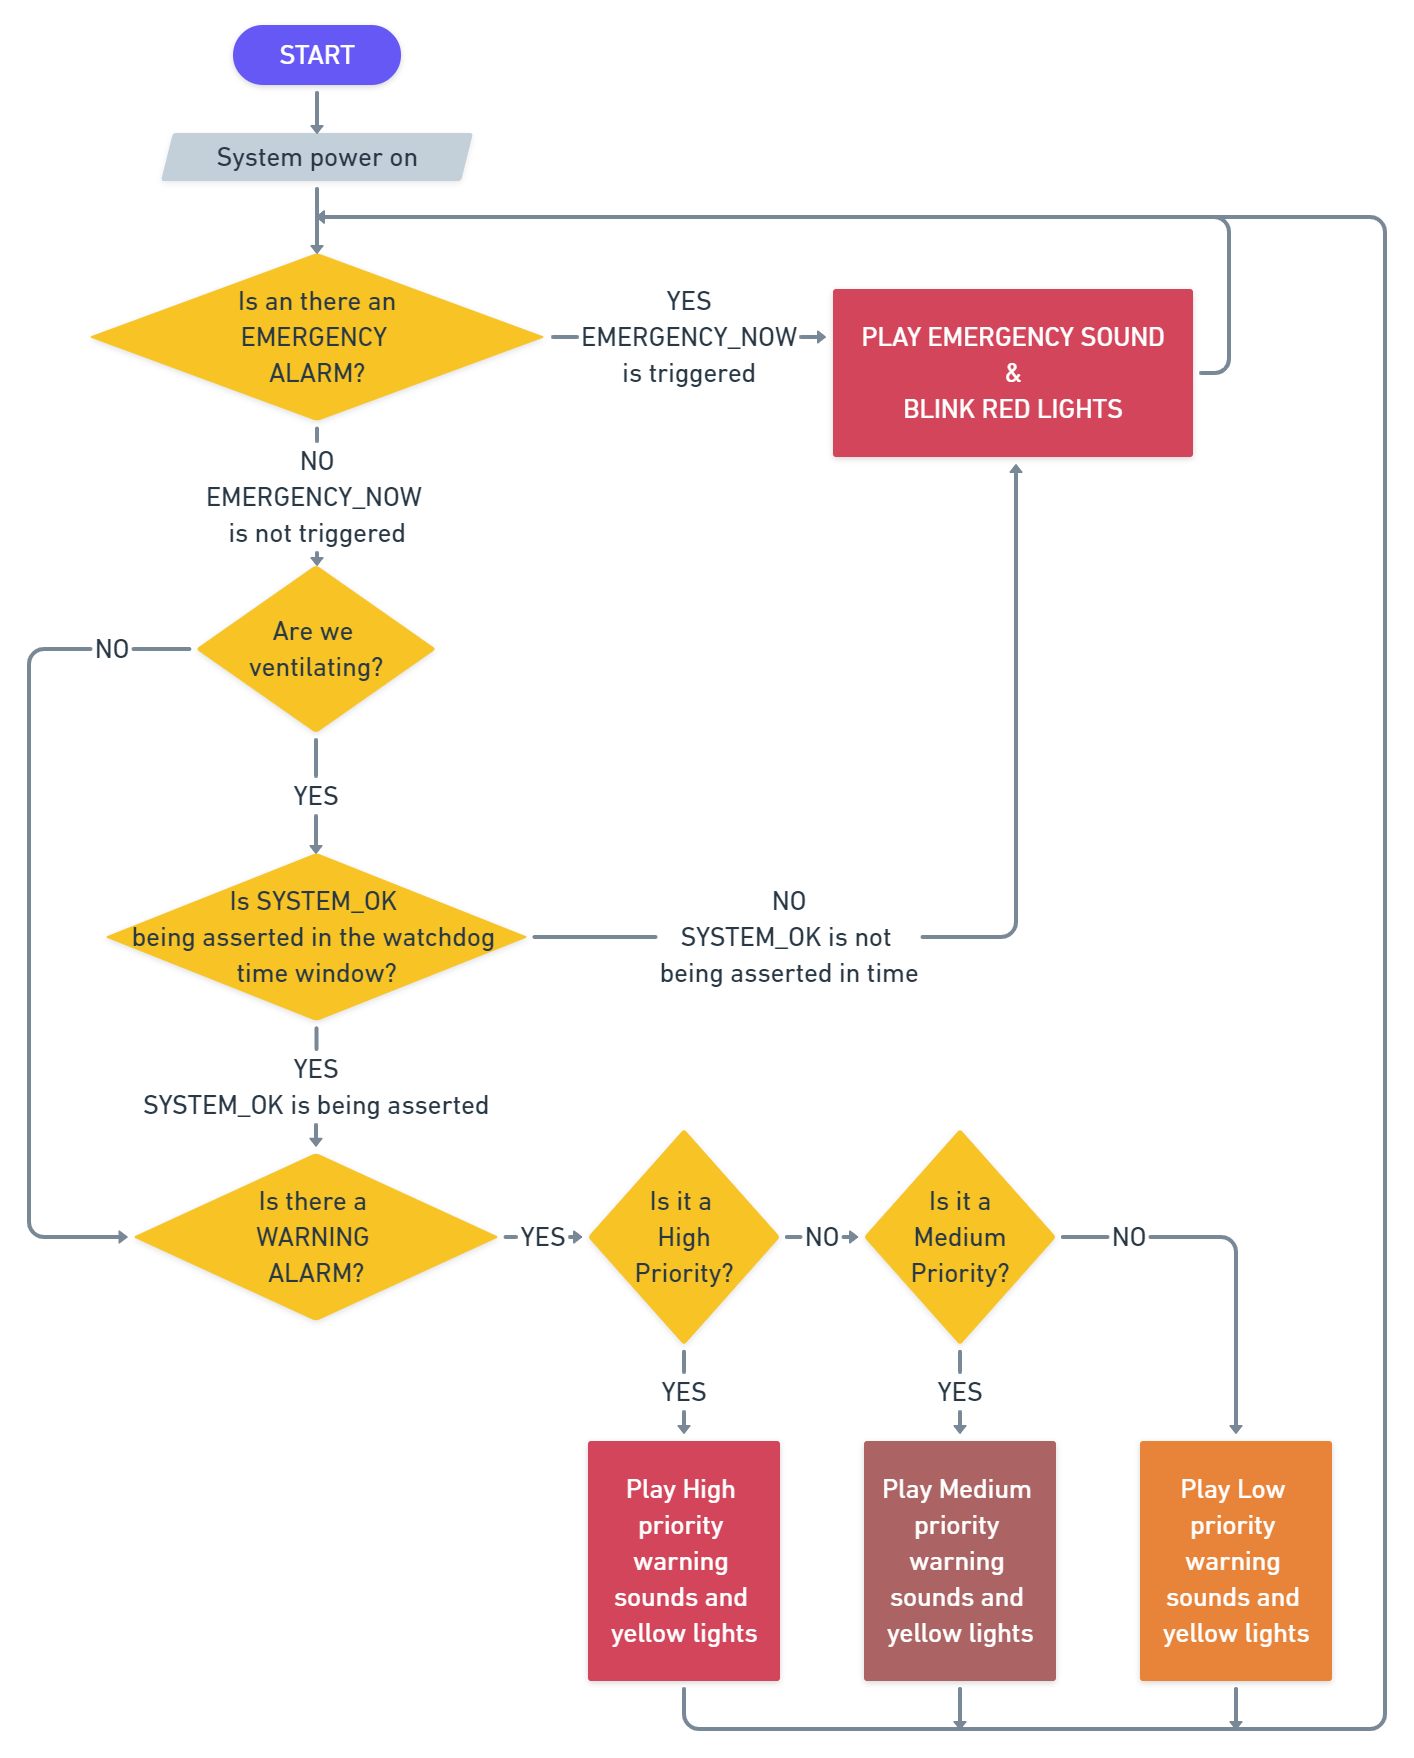 START
System power on
Is an there an
EMERGENCY
ALARM?
YES
EMERGENCY_NOW
is triggered
PLAY EMERGENCY SOUND
&
BLINK RED LIGHTS
NO
EMERGENCY_NOW
is not triggered
Are we
ventilating?
NO
YES
Is SYSTEM_OK
being asserted in the watchdog
time window?
NO
SYSTEM_OK is not
being asserted in time
YES
SYSTEM_OK is being asserted
Is there a
WARNING
ALARM?
YES
Is it a
High
Priority?
NO
Is it a
Medium
Priority?
NO
YES
YES
Play High
priority
warning
sounds and
yellow lights
Play Medium
priority
warning
sounds and
yellow lights
Play Low
priority
warning
sounds and
yellow lights